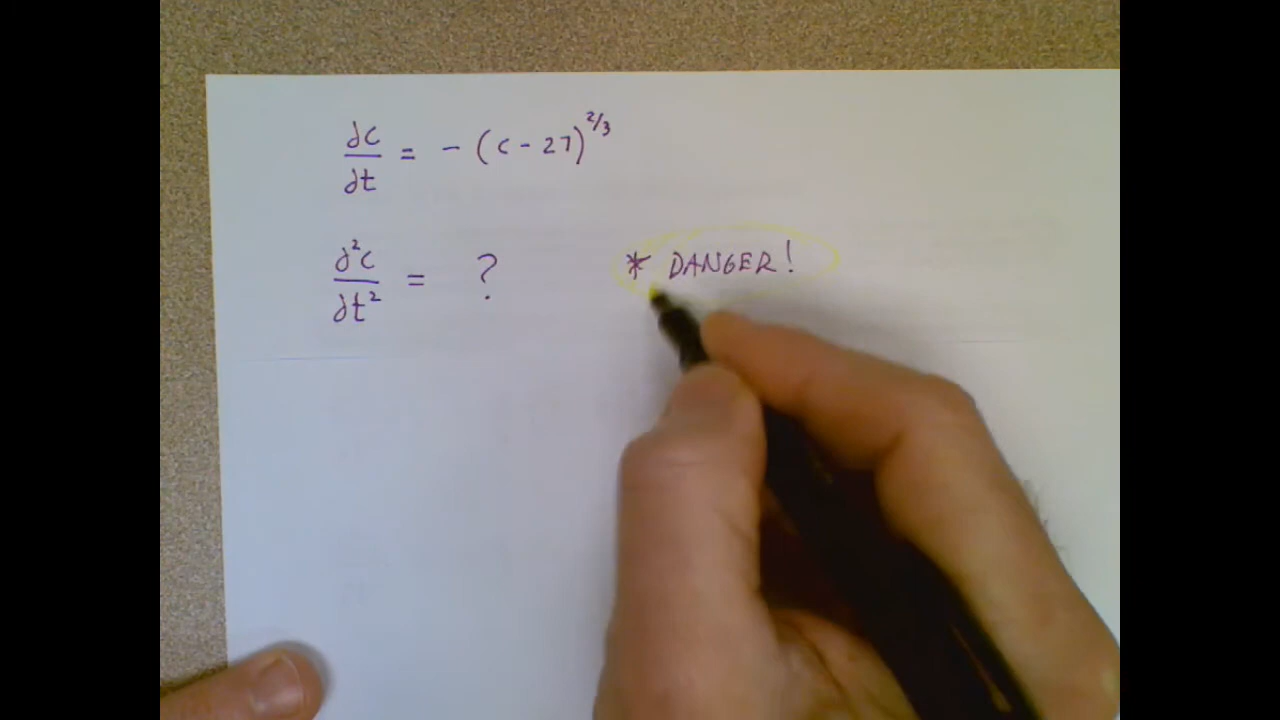 dc/dt = - (c - 27)^2/3
d²c/dt² = ? * DANGER!